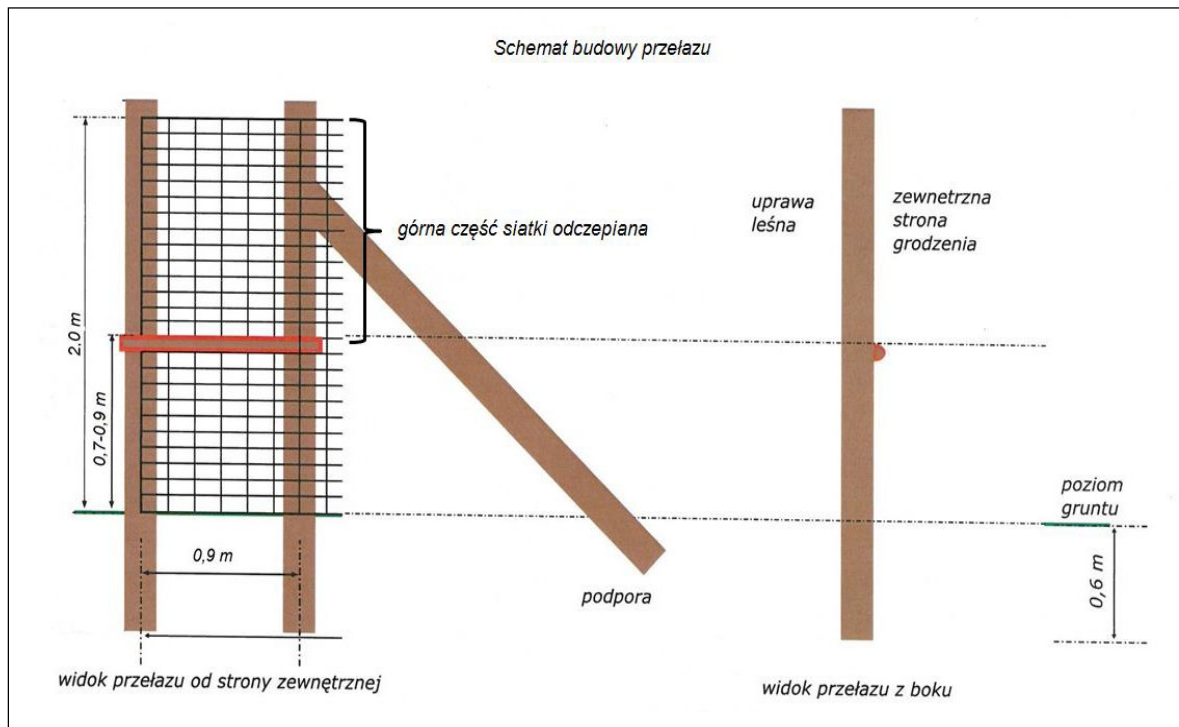 Schemat budowy przełazu
górna część siatki odczepiana
2,0 m
0,7-0,9 m
0,9 m
podpora
widok przełazu od strony zewnętrznej
uprawa
leśna
zewnetrzna
strona
grodzenia
poziom
gruntu
0,6 m
widok przełazu z boku